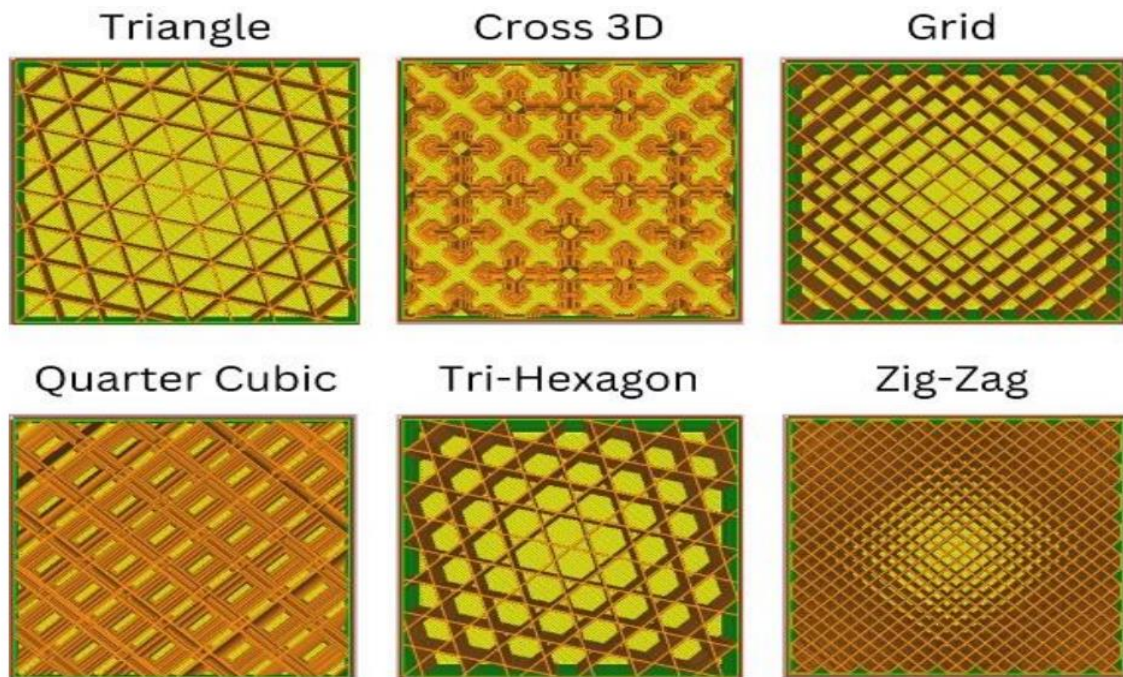 Triangle
Cross 3D
Grid
Quarter Cubic
Tri-Hexagon
Zig-Zag